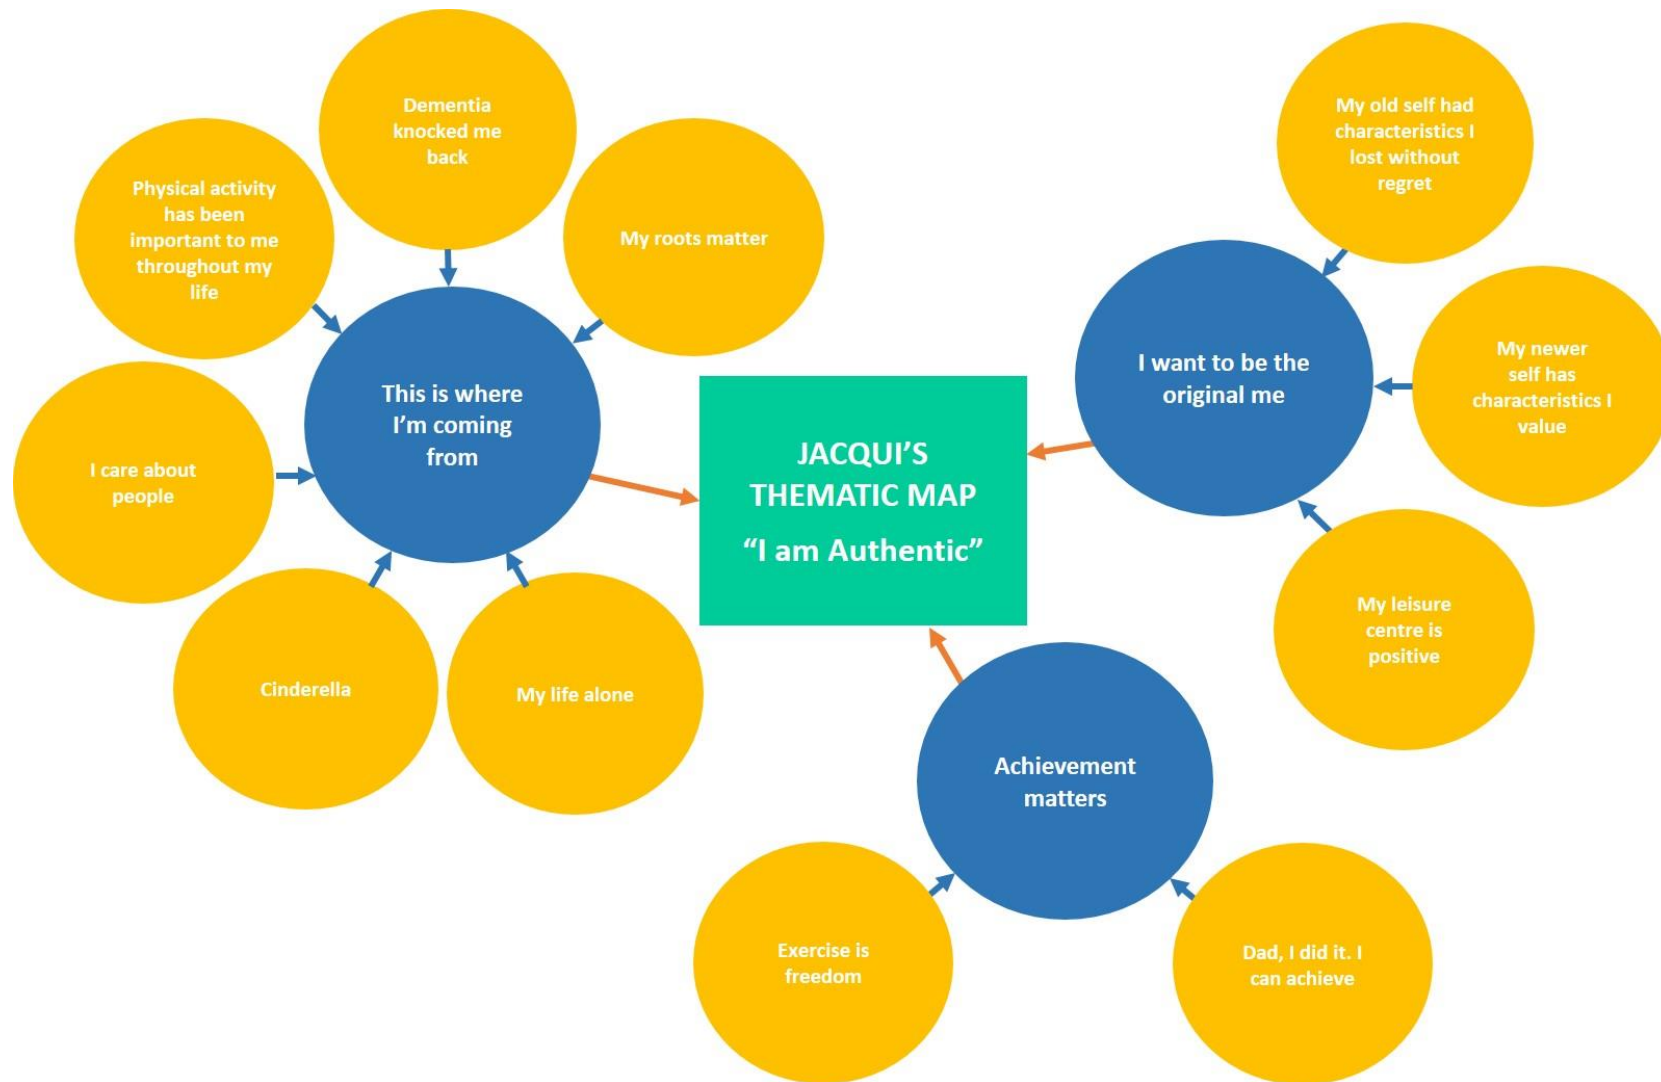 Dementia
knocked me
back
Physical activity
has been
important to me
throughout my
life
My roots matter
This is where
I'm coming
from
I care about
people
Cinderella
My life alone
JACQUI'S
THEMATIC MAP
“I am Authentic”
My old self had
characteristics I
lost without
regret
I want to be the
original me
My newer
self has
characteristics I
value
My leisure
centre is
positive
Achievement
matters
Exercise is
freedom
Dad, I did it. I
can achieve